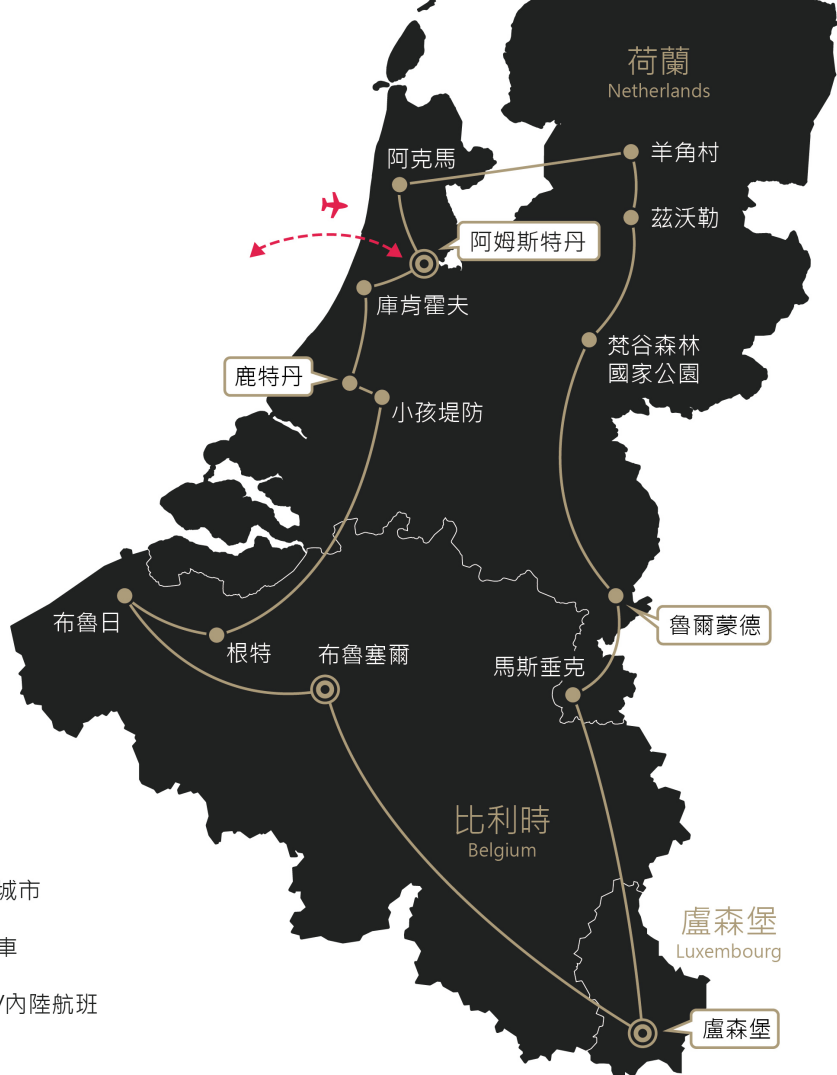 荷蘭
Netherlands
阿克馬
羊角村
茲沃勒
阿姆斯特丹
庫肯霍夫
梵谷森林
國家公園
鹿特丹
小孩堤防
布魯日
根特
布魯塞爾
魯爾蒙德
馬斯垂克
比利時
Belgium
城市
盧森堡
Luxembourg
車
/內陸航班
盧森堡